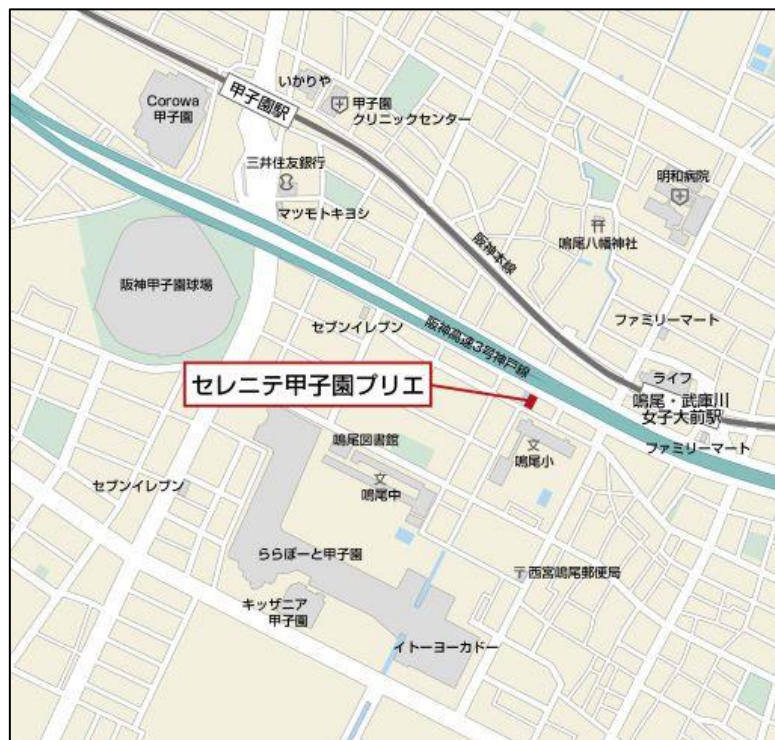 いかりや
Corowa
甲子園
甲子園駅
甲子園
クリニックセンター
三井住友銀行
明和病院
マツモトキヨシ
鳴尾八幡神社
阪神本線
阪神甲子園球場
セブンイレブン
阪神高速3号神戸線
ファミリーマート
セレニテ甲子園プリエ
ライフ
鳴尾・武庫川
女子大前駅
鳴尾図書館
文
鳴尾小
ファミリーマート
セブンイレブン
文
鳴尾中
ららぽーと甲子園
〒西宮鳴尾郵便局
キッザニア
甲子園
イトーヨーカドー